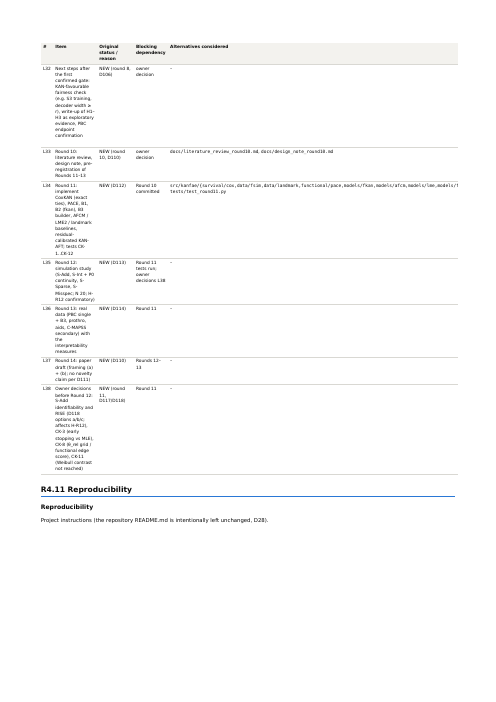 # Item Original status / reason Blocking dependency Alternatives considered
L32 Next steps after NEW (round 8, owner –
the first D106) decision
confirmed gate:
KAN-favourable
fairness check
(e.g. S3 training,
decoder width ≥
r), write-up of H1–
H3 as exploratory
evidence, PBC
endpoint
confirmation
L33 Round 10: NEW (round owner docs/literature_review_round10.md, docs/design_note_round10.md
literature review, 10, D110) decision
design note, pre-
registration of
Rounds 11–13
L34 Round 11: NEW (D112) Round 10 src/kanfae/{survival/cox,data/fsim,data/landmark,functional/pace,models/fkan,models/afcm,models/lme,models/f
implement committed tests/test_round11.py
CoxKAN (exact
ties), PACE, B1,
B2 (fkan), B3
builder, AFCM /
LME2 / landmark-
baselines,
residual-
calibrated KAN-
AFT; tests CK-
1..CK-12
L35 Round 12: NEW (D113) Round 11 –
simulation study tests run;
(S-Add, S-Int + P0 owner
continuity, S- decisions L38
Sparse, S-
Misspec; N 20; H-
R12 confirmatory)
L36 Round 13: real NEW (D114) Round 11 –
data (PBC single
+ B3, prothro,
aids, C-MAPSS
secondary) with
the
interpretability
measures
L37 Round 14: paper NEW (D110) Rounds 12– –
draft (framing (a) 13
+ (b); no novelty
claim per D111)
L38 Owner decisions NEW (round Round 11 –
before Round 12: 11,
S-Add D117/D118)
identifiability and
RISE (D118
options a/b/c,
affects H-R12),
CK-3 (early
stopping vs MLE),
CK-8
functional edge
score), CK-11
(Weibull contrast
not reached)
R4.11 Reproducibility
Reproducibility
Project instructions (the repository README.md is intentionally left unchanged, D28).